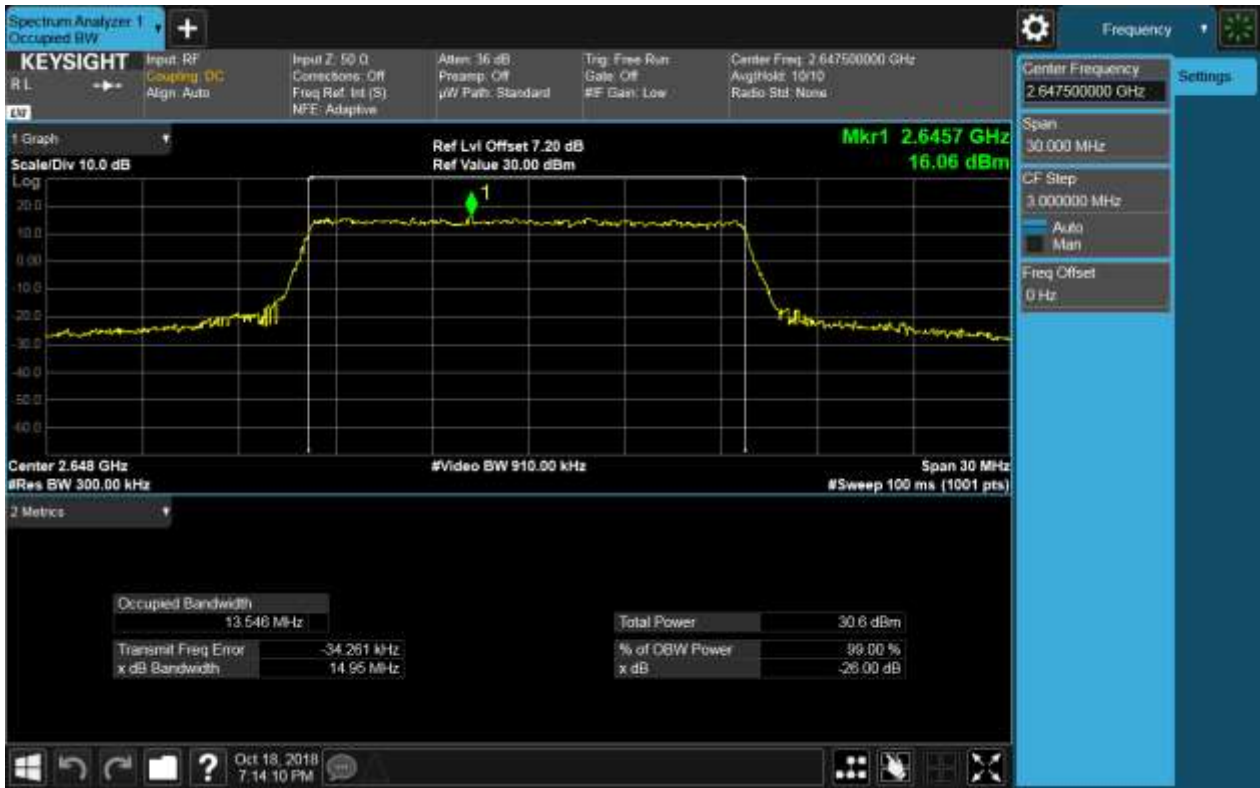 Spectrum Analyzer 1
Occupied BW
Frequency
KEYSIGHT
R L
Input: RF
Coupling: DC
Align: Auto
Input Z: 50 Ω
Corrections: Off
Freq Ref: Int (S)
NFE: Adaptive
Atten: 36 dB
Preamp: Off
µW Path: Standard
Trig: Free Run
Gate: Off
#IF Gain: Low
Center Freq: 2.647500000 GHz
Avg|Hold: 10/10
Radio Std: None
Center Frequency
2.647500000 GHz
Settings
Span
30.000 MHz
CF Step
3.000000 MHz
Auto
Man
Freq Offset
0 Hz
1 Graph
Scale/Div 10.0 dB
Ref Lvl Offset 7.20 dB
Ref Value 30.00 dBm
Mkr1 2.6457 GHz
16.06 dBm
Log
1
20.0
10.0
0.00
-10.0
-20.0
-30.0
-40.0
-50.0
-60.0
Center 2.648 GHz
#Video BW 910.00 kHz
Span 30 MHz
#Res BW 300.00 kHz
#Sweep 100 ms (1001 pts)
2 Metrics
Occupied Bandwidth
13.546 MHz
Total Power
30.6 dBm
Transmit Freq Error
-34.261 kHz
% of OBW Power
99.00 %
x dB Bandwidth
14.95 MHz
x dB
-26.00 dB
?
Oct 18, 2018
7:14:10 PM